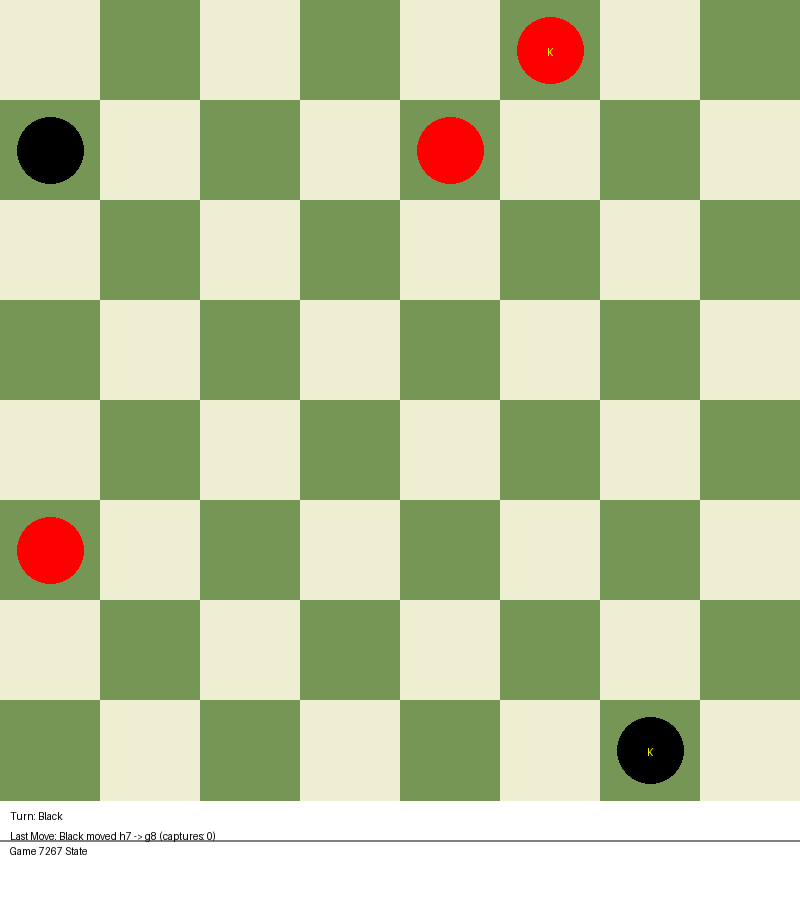 K
K
Turn: Black
Last Move: Black moved h7 -> g8 (captures: 0)
Game 7267 State